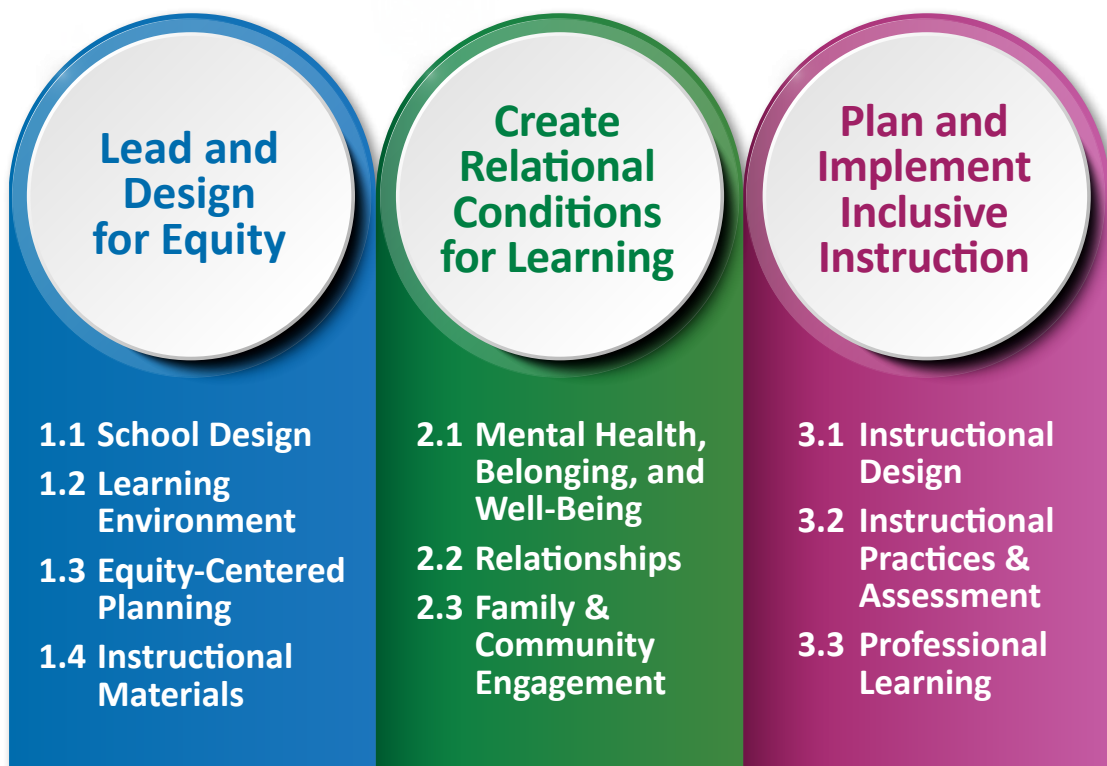 Lead and
Design
for Equity
1.1 School Design
1.2 Learning
Environment
1.3 Equity-Centered
Planning
1.4 Instructional
Materials
Create
Relational
Conditions
for Learning
2.1 Mental Health,
Belonging, and
Well-Being
2.2 Relationships
2.3 Family &
Community
Engagement
Plan and
Implement
Inclusive
Instruction
3.1 Instructional
Design
3.2 Instructional
Practices &
Assessment
3.3 Professional
Learning